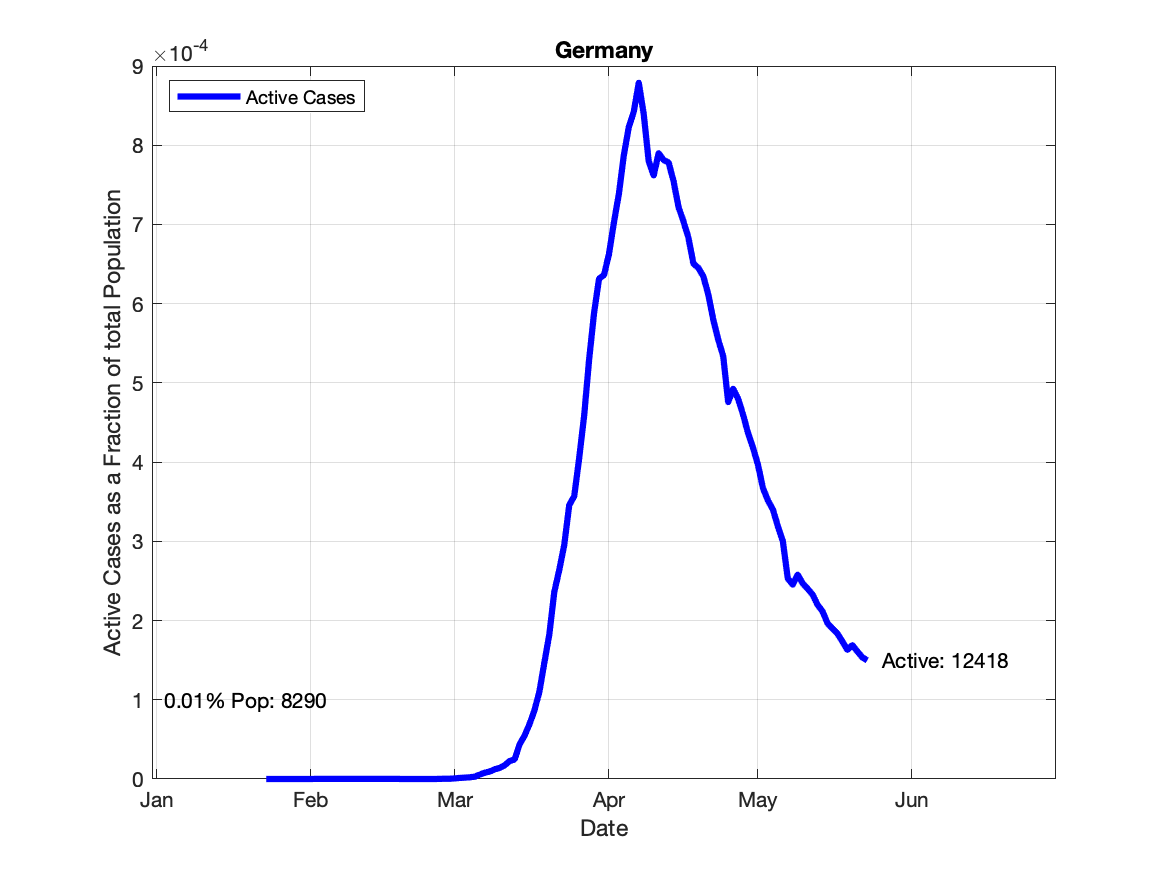 Germany
×10-4
Active Cases
9
8
7
6
5
4
3
2
1
0
Active Cases as a Fraction of total Population
0.01% Pop: 8290
Active: 12418
Jan Feb Mar Apr May Jun
Date